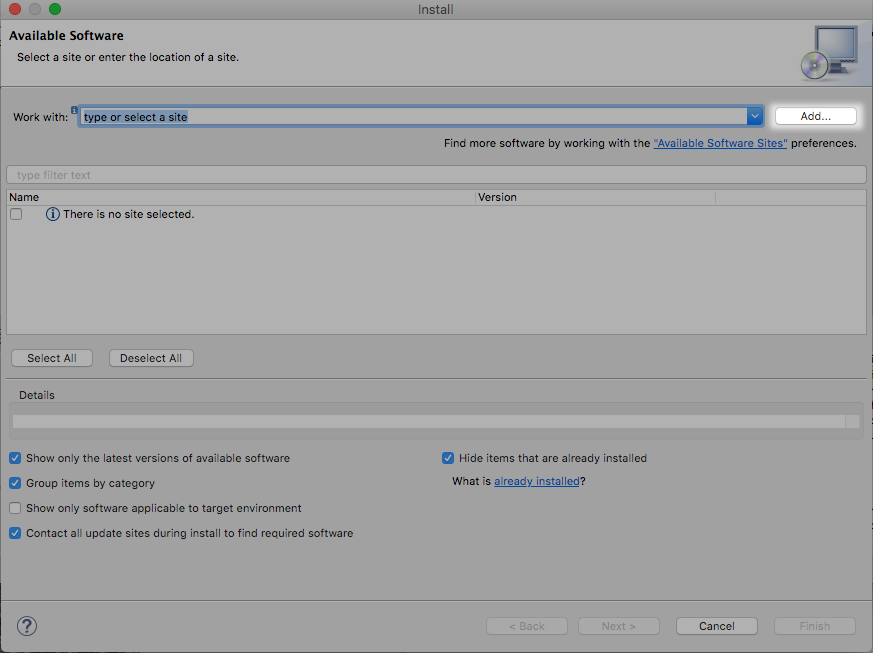 Install
Available Software
Select a site or enter the location of a site.
Work with: type or select a site Add...
Find more software by working with the "Available Software Sites" preferences.
type filter text
Name Version
There is no site selected.
Select All Deselect All
Details
Show only the latest versions of available software Hide items that are already installed
Group items by category What is already installed?
Show only software applicable to target environment
Contact all update sites during install to find required software
? < Back Next > Cancel Finish